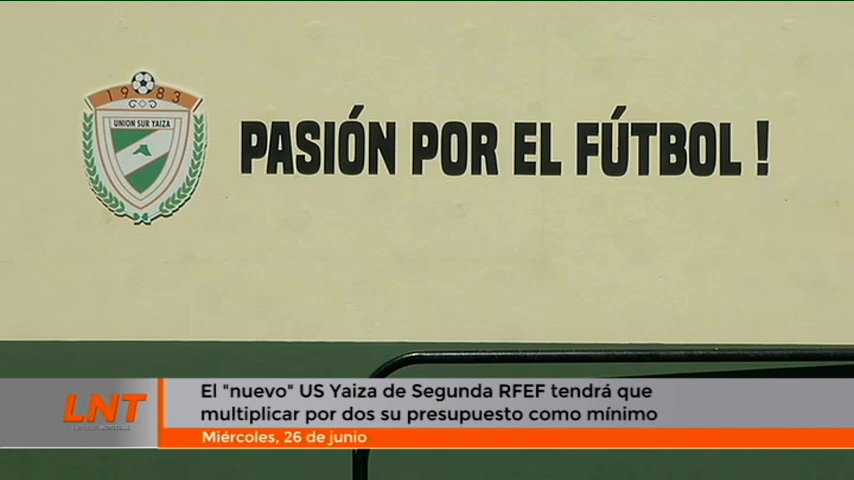 1983
UNION SUR YAIZA
PASIÓN POR EL FÚTBOL !
LNT
El "nuevo" US Yaiza de Segunda RFEF tendrá que
multiplicar por dos su presupuesto como mínimo
Miércoles, 26 de junio